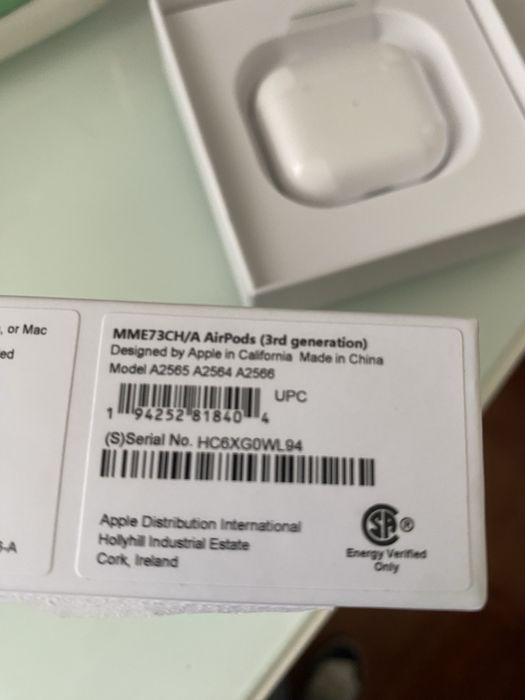 , or Mac
ed
S-A
MME73CH/A AirPods (3rd generation)
Designed by Apple in California Made in China
Model A2565 A2564 A2566
UPC
1 94252 81840 4
(S)Serial No. HC6XG0WL94
Apple Distribution International
Hollyhill Industrial Estate
Cork, Ireland
SA ®
Energy Verified
Only